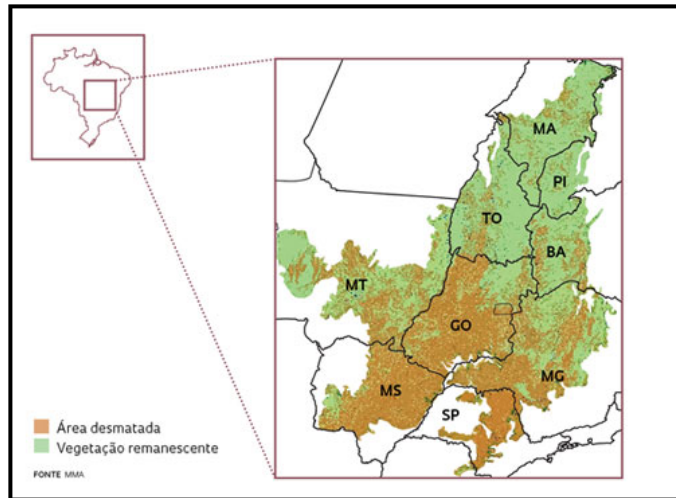 MA
PI
TO
BA
MT
GO
MS
MG
SP
Área desmatada
Vegetação remanescente
FONTE MMA